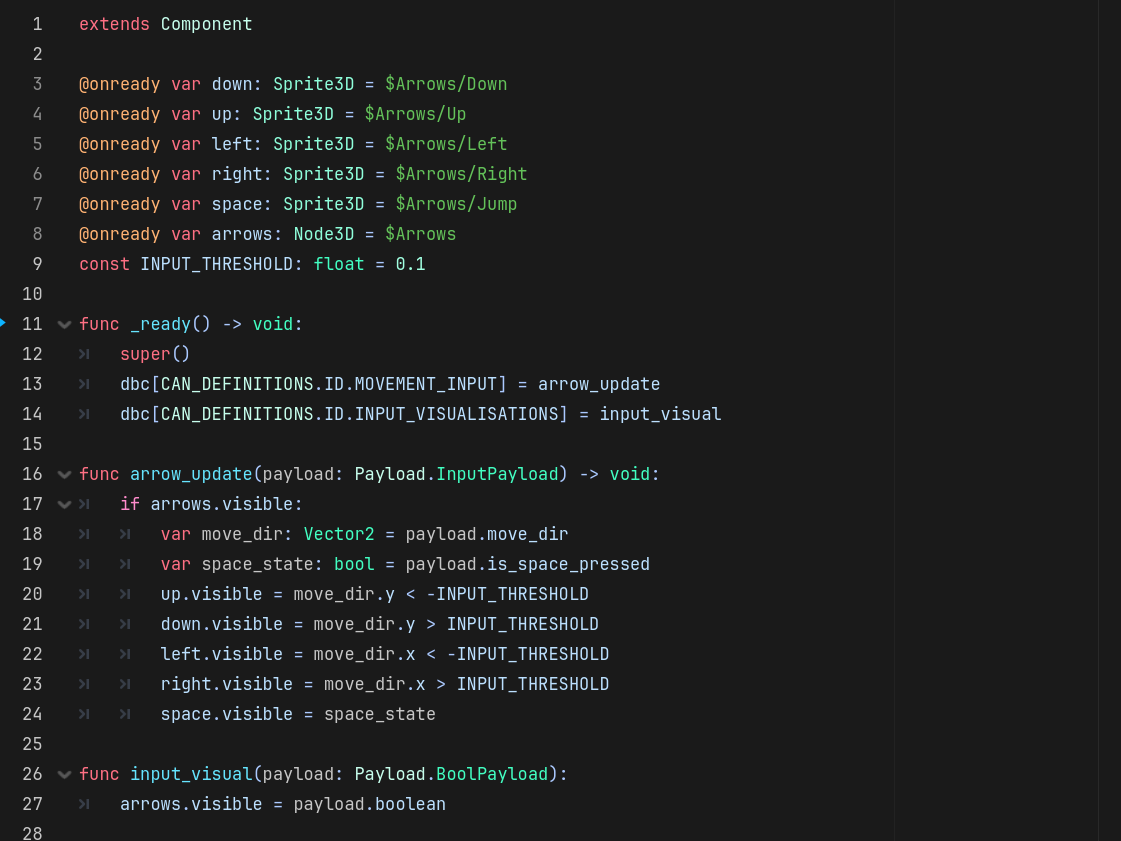 1 extends Component
2
3 @onready var down: Sprite3D = $Arrows/Down
4 @onready var up: Sprite3D = $Arrows/Up
5 @onready var left: Sprite3D = $Arrows/Left
6 @onready var right: Sprite3D = $Arrows/Right
7 @onready var space: Sprite3D = $Arrows/Jump
8 @onready var arrows: Node3D = $Arrows
9 const INPUT_THRESHOLD: float = 0.1
10
11 func _ready() -> void:
12 super()
13 dbc[CAN_DEFINITIONS.ID.MOVEMENT_INPUT] = arrow_update
14 dbc[CAN_DEFINITIONS.ID.INPUT_VISUALISATIONS] = input_visual
15
16 func arrow_update(payload: Payload.InputPayload) -> void:
17 if arrows.visible:
18 var move_dir: Vector2 = payload.move_dir
19 var space_state: bool = payload.is_space_pressed
20 up.visible = move_dir.y < -INPUT_THRESHOLD
21 down.visible = move_dir.y > INPUT_THRESHOLD
22 left.visible = move_dir.x < -INPUT_THRESHOLD
23 right.visible = move_dir.x > INPUT_THRESHOLD
24 space.visible = space_state
25
26 func input_visual(payload: Payload.BoolPayload):
27 arrows.visible = payload.boolean
28